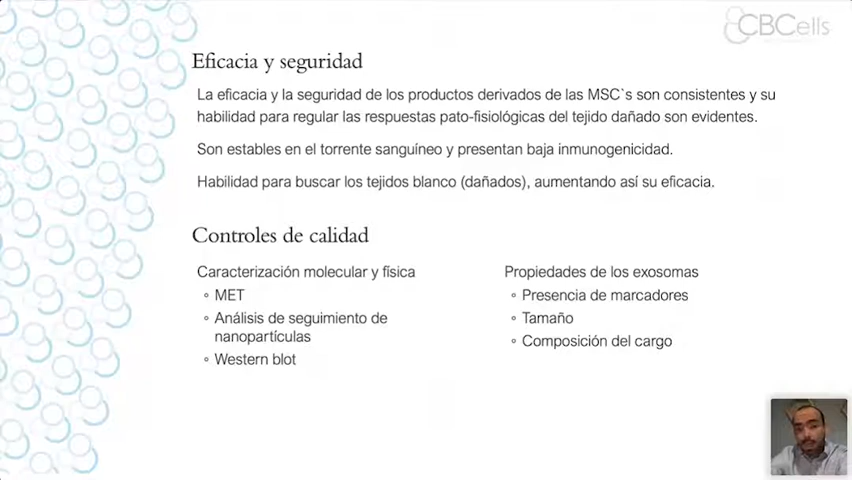 CBCells
Eficacia y seguridad
La eficacia y la seguridad de los productos derivados de las MSC`s son consistentes y su
habilidad para regular las respuestas pato-fisiológicas del tejido dañado son evidentes.
Son estables en el torrente sanguíneo y presentan baja inmunogenicidad.
Habilidad para buscar los tejidos blanco (dañados), aumentando así su eficacia.
Controles de calidad
Caracterización molecular y física
◦ MET
◦ Análisis de seguimiento de
nanopartículas
◦ Western blot
Propiedades de los exosomas
◦ Presencia de marcadores
◦ Tamaño
◦ Composición del cargo